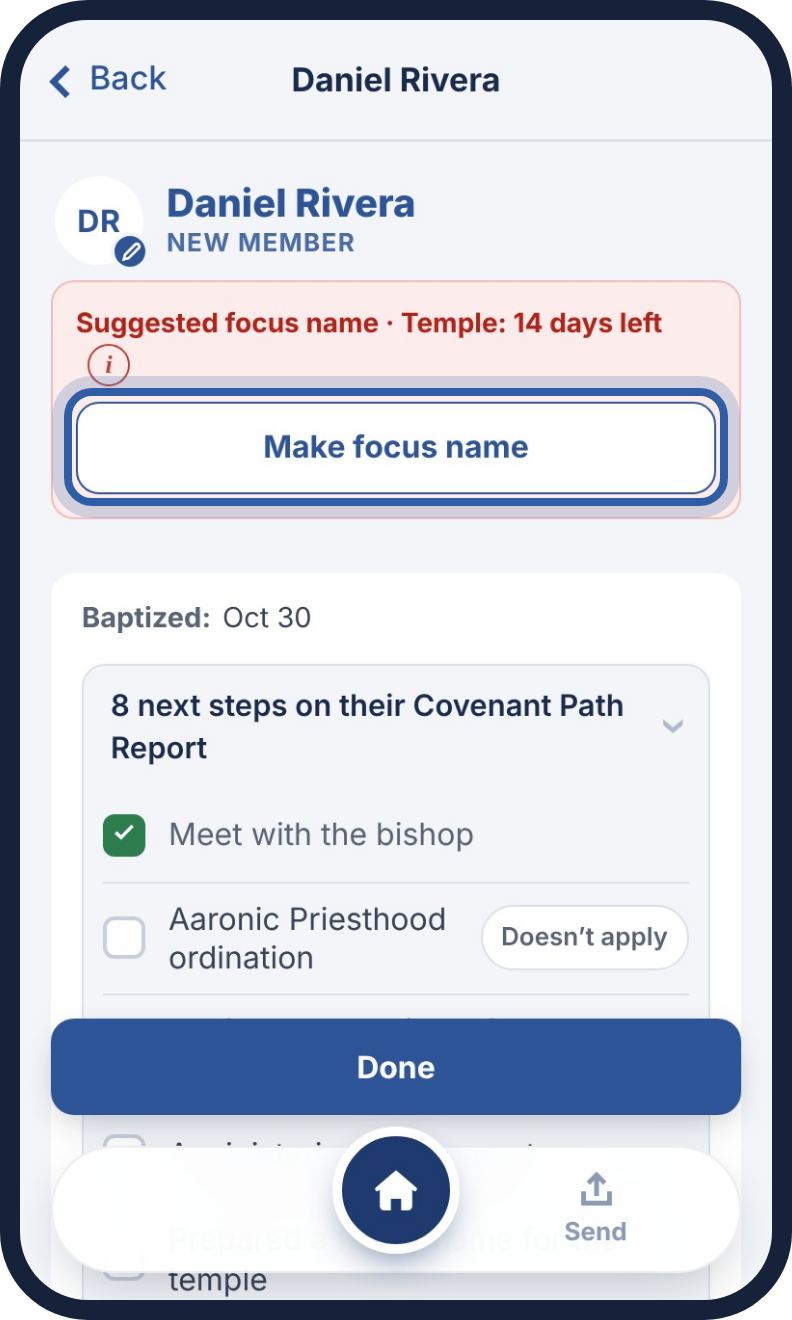 Back
Daniel Rivera
DR
Daniel Rivera
NEW MEMBER
Suggested focus name · Temple: 14 days left
i
Make focus name
Baptized: Oct 30
8 next steps on their Covenant Path
Report
Meet with the bishop
Aaronic Priesthood
ordination
Doesn’t apply
Done
Send
Prepared a
temple